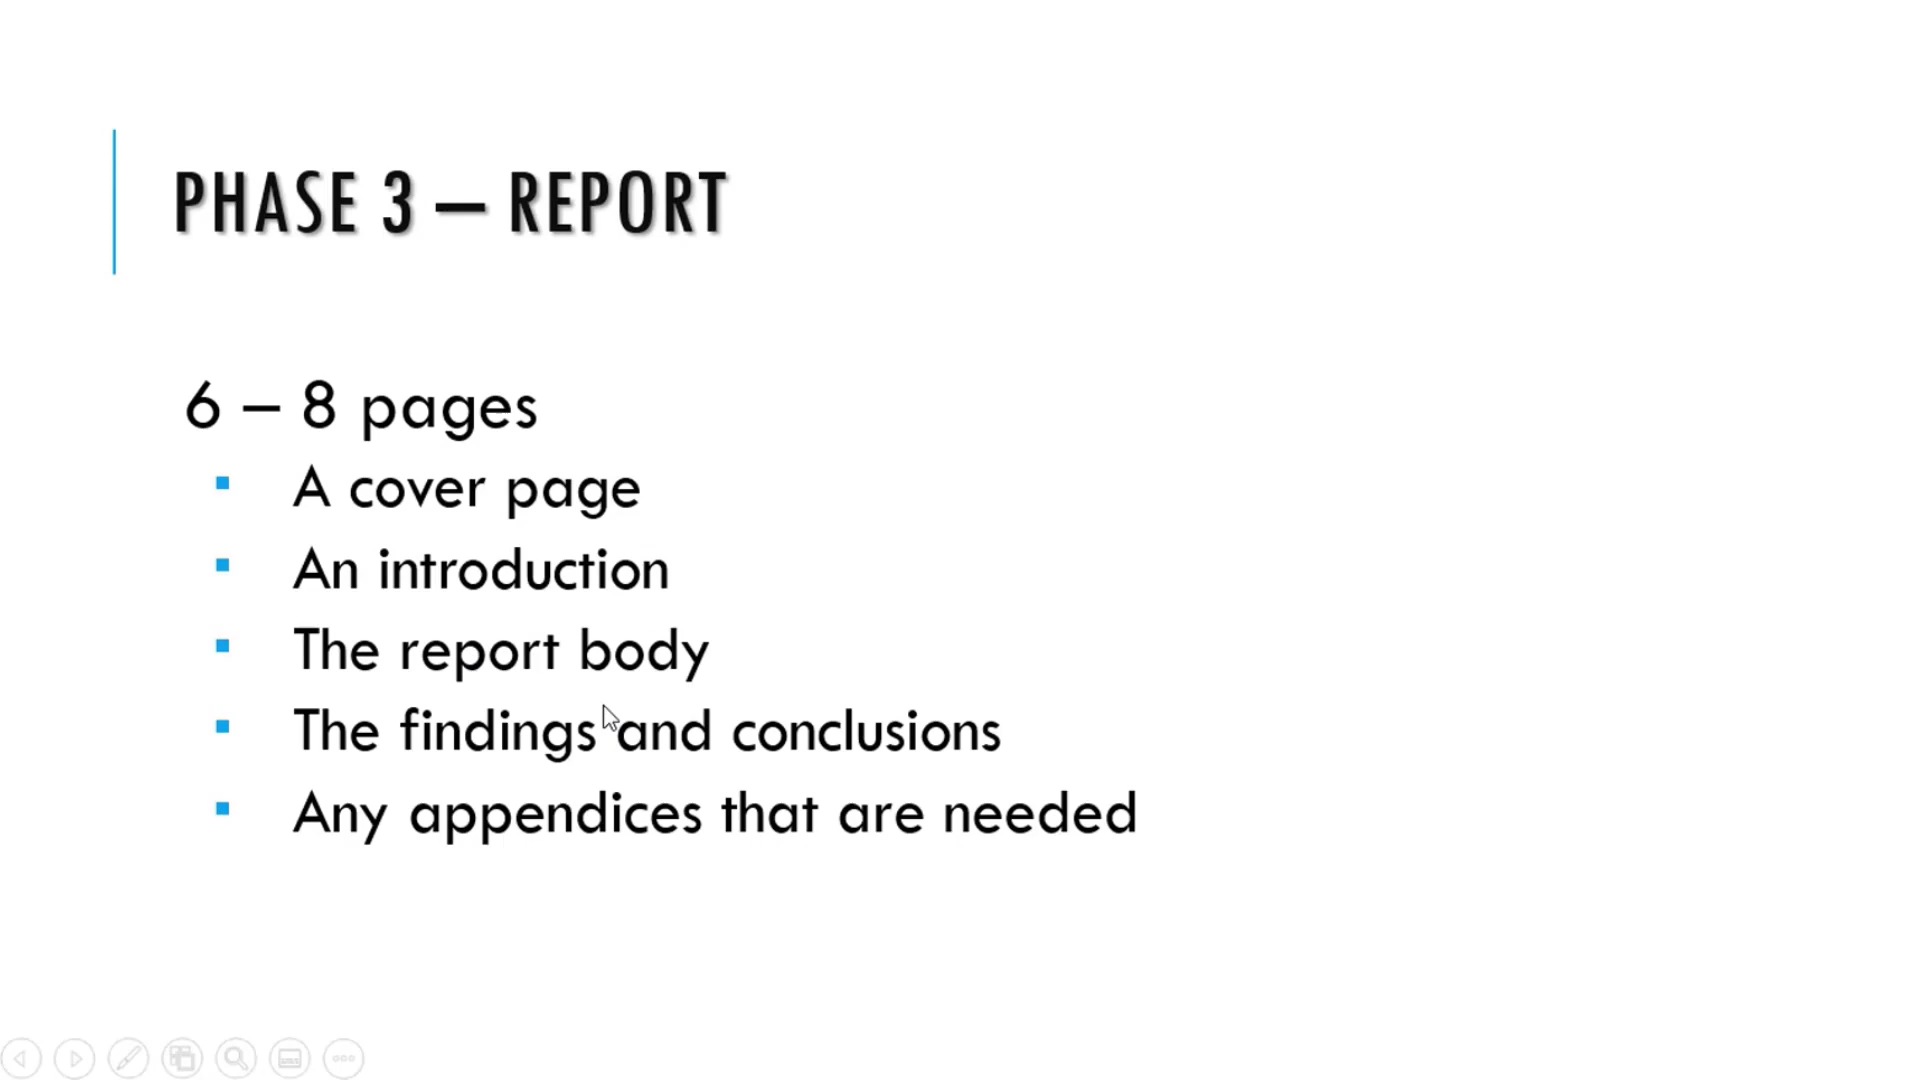 PHASE 3 – REPORT
6 – 8 pages
▪ A cover page
▪ An introduction
▪ The report body
▪ The findings and conclusions
▪ Any appendices that are needed